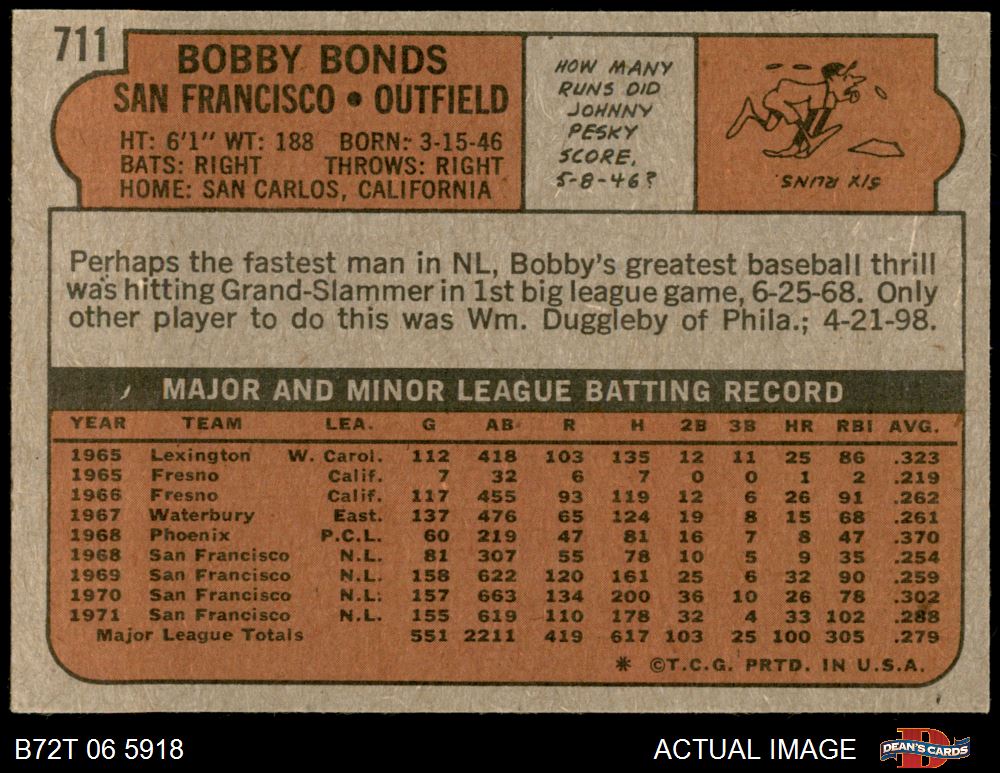 711
BOBBY BONDS
SAN FRANCISCO • OUTFIELD
HT: 6'1" WT: 188 BORN: 3-15-46
BATS: RIGHT THROWS: RIGHT
HOME: SAN CARLOS, CALIFORNIA
HOW MANY
RUNS DID
JOHNNY
PESKY
SCORE,
5-8-46?
SIX RUNS
Perhaps the fastest man in NL, Bobby's greatest baseball thrill
was hitting Grand-Slammer in 1st big league game, 6-25-68. Only
other player to do this was Wm. Duggleby of Phila.; 4-21-98.
MAJOR AND MINOR LEAGUE BATTING RECORD
YEAR TEAM LEA. G AB R H 2B 3B HR RBI AVG.
1965 Lexington W. Carol. 112 418 103 135 12 11 25 86 .323
1965 Fresno Calif. 7 32 6 7 0 0 1 2 .219
1966 Fresno Calif. 117 455 93 119 12 6 26 91 .262
1967 Waterbury East. 137 476 65 124 19 8 15 68 .261
1968 Phoenix P.C.L. 60 219 47 81 16 7 8 47 .370
1968 San Francisco N.L. 81 307 55 78 10 5 9 35 .254
1969 San Francisco N.L. 158 622 120 161 25 6 32 90 .259
1970 San Francisco N.L. 157 663 134 200 36 10 26 78 .302
1971 San Francisco N.L. 155 619 110 178 32 4 33 102 .288
Major League Totals 551 2211 419 617 103 25 100 305 .279
* ©T.C.G. PRTD. IN U.S.A.
B72T 06 5918 ACTUAL IMAGE DEAN'S CARDS